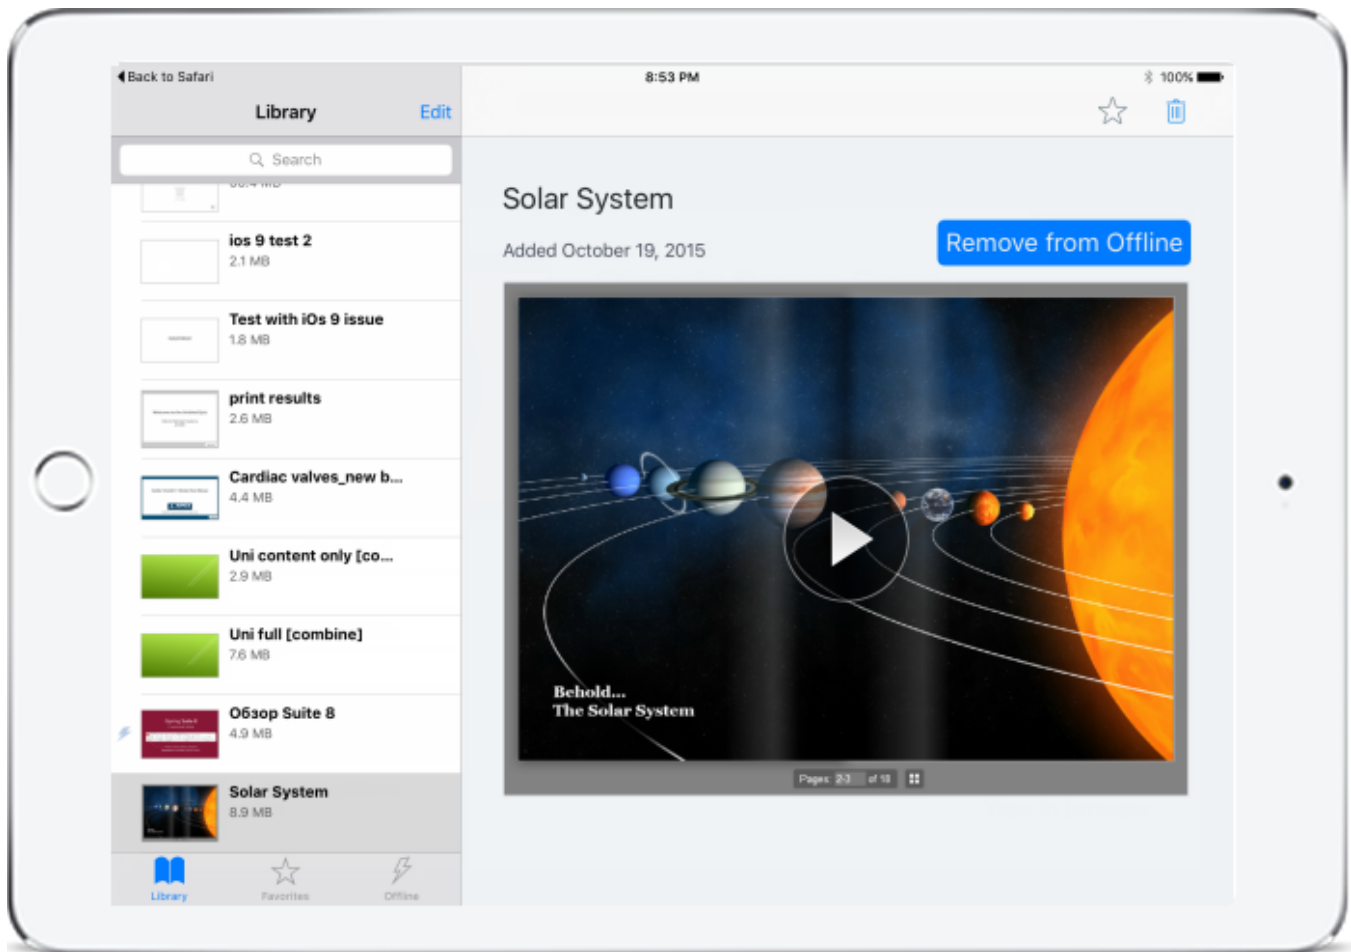 Back to Safari
8:53 PM
100%
Library
Edit
Search
ios 9 test 2
2.1 MB
Test with iOs 9 issue
1.8 MB
print results
2.6 MB
Cardiac valves_new b...
4.4 MB
Uni content only [co...
2.9 MB
Uni full [combine]
7.6 MB
Обзор Suite 8
4.9 MB
Solar System
8.9 MB
Library
Favorites
Offline
Solar System
Added October 19, 2015
Remove from Offline
Behold...
The Solar System
Pages: 2-3 of 18